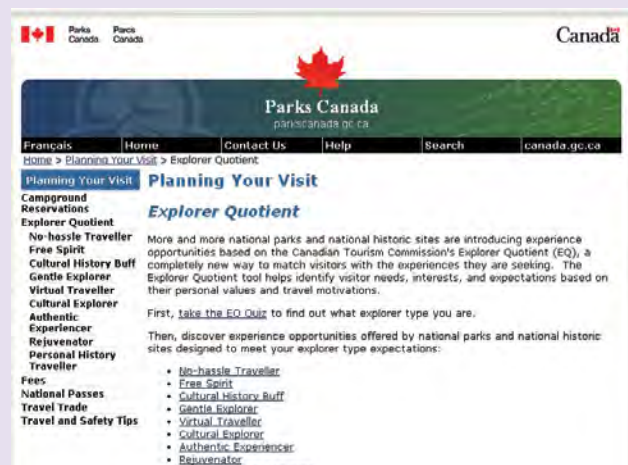 Parks Canada
Parcs Canada
Canada
Parks Canada
parkscanada.gc.ca
Français Home Contact Us Help Search canada.gc.ca
Home > Planning Your Visit > Explorer Quotient
Planning Your Visit
Campground
Reservations
Explorer Quotient
No-hassle Traveller
Free Spirit
Cultural History Buff
Gentle Explorer
Virtual Traveller
Cultural Explorer
Authentic
Experiencer
Rejuvenator
Personal History
Traveller
Fees
National Passes
Travel Trade
Travel and Safety Tips
Planning Your Visit
Explorer Quotient
More and more national parks and national historic sites are introducing experience
opportunities based on the Canadian Tourism Commission's Explorer Quotient (EQ), a
completely new way to match visitors with the experiences they are seeking. The
Explorer Quotient tool helps identify visitor needs, interests, and expectations based on
their personal values and travel motivations.
First, take the EQ Quiz to find out what explorer type you are.
Then, discover experience opportunities offered by national parks and national historic
sites designed to meet your explorer type expectations:
• No-hassle Traveller
• Free Spirit
• Cultural History Buff
• Gentle Explorer
• Virtual Traveller
• Cultural Explorer
• Authentic Experiencer
• Rejuvenator